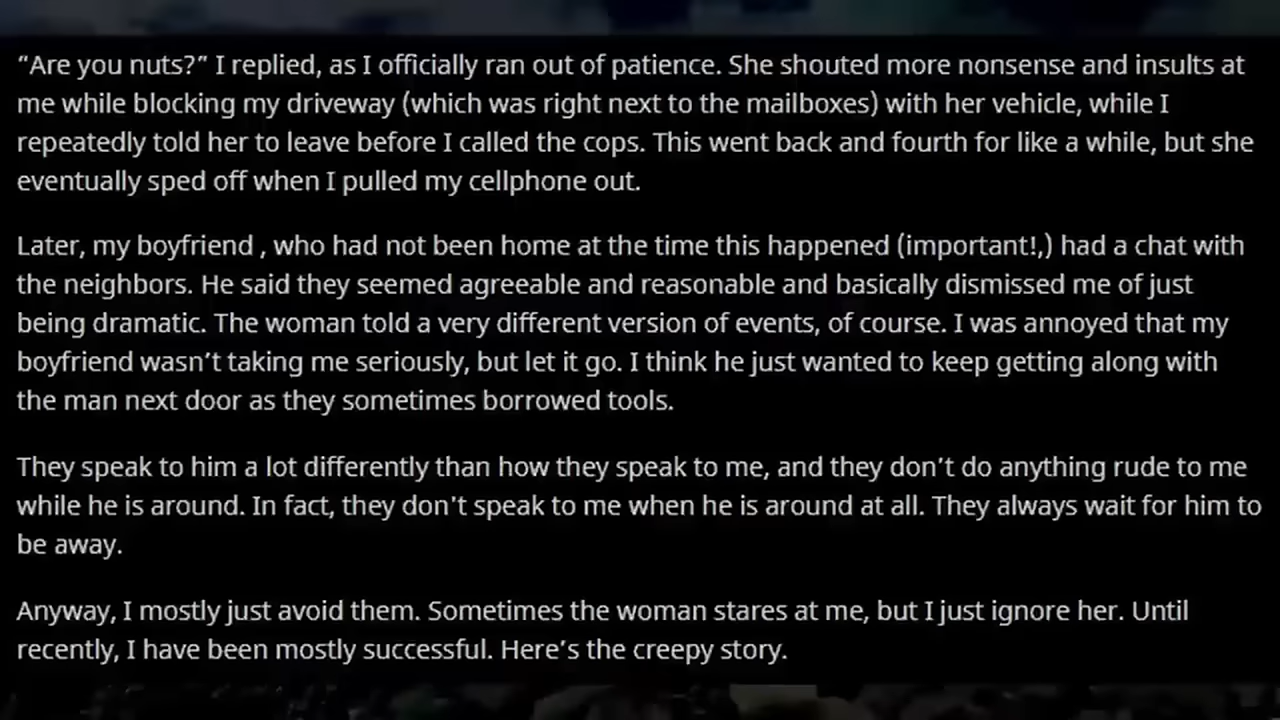 “Are you nuts?” I replied, as I officially ran out of patience. She shouted more nonsense and insults at
me while blocking my driveway (which was right next to the mailboxes) with her vehicle, while I
repeatedly told her to leave before I called the cops. This went back and fourth for like a while, but she
eventually sped off when I pulled my cellphone out.
Later, my boyfriend , who had not been home at the time this happened (important!,) had a chat with
the neighbors. He said they seemed agreeable and reasonable and basically dismissed me of just
being dramatic. The woman told a very different version of events, of course. I was annoyed that my
boyfriend wasn’t taking me seriously, but let it go. I think he just wanted to keep getting along with
the man next door as they sometimes borrowed tools.
They speak to him a lot differently than how they speak to me, and they don’t do anything rude to me
while he is around. In fact, they don't speak to me when he is around at all. They always wait for him to
be away.
Anyway, I mostly just avoid them. Sometimes the woman stares at me, but I just ignore her. Until
recently, I have been mostly successful. Here’s the creepy story.